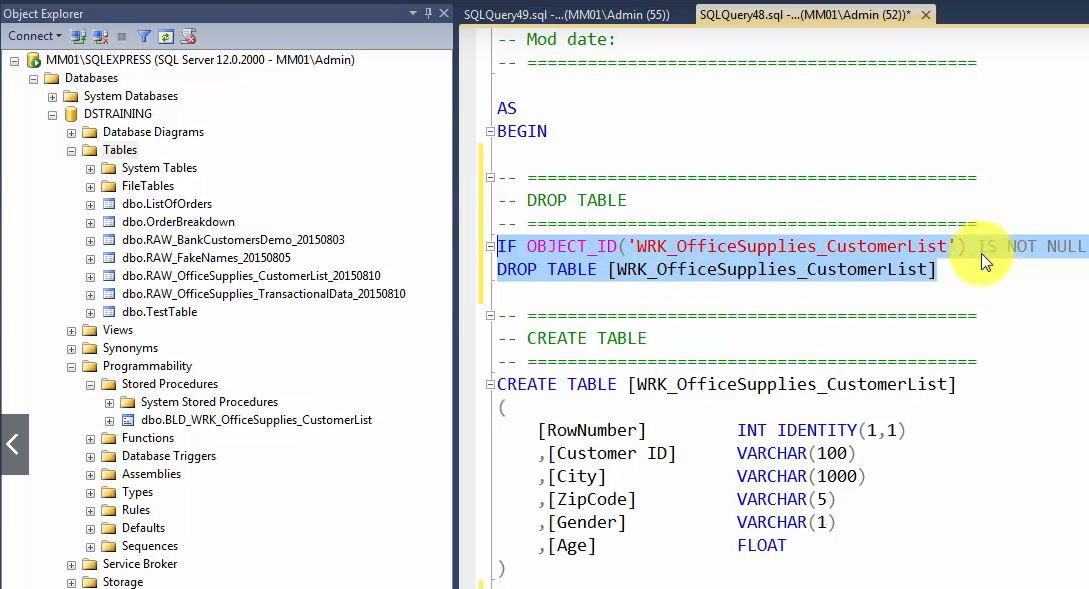 Object Explorer
Connect
MM01\SQLEXPRESS (SQL Server 12.0.2000 - MM01\Admin)
Databases
System Databases
DSTRAINING
Database Diagrams
Tables
System Tables
FileTables
dbo.ListOfOrders
dbo.OrderBreakdown
dbo.RAW_BankCustomersDemo_20150803
dbo.RAW_FakeNames_20150805
dbo.RAW_OfficeSupplies_CustomerList_20150810
dbo.RAW_OfficeSupplies_TransactionalData_20150810
dbo.TestTable
Views
Synonyms
Programmability
Stored Procedures
System Stored Procedures
dbo.BLD_WRK_OfficeSupplies_CustomerList
Functions
Database Triggers
Assemblies
Types
Rules
Defaults
Sequences
Service Broker
Storage
SQLQuery49.sql -...(MM01\Admin (55))
SQLQuery48.sql -...(MM01\Admin (52))*
-- Mod date:
-- =============================================
AS
BEGIN
-- =============================================
-- DROP TABLE
-- =============================================
IF OBJECT_ID('WRK_OfficeSupplies_CustomerList') IS NOT NULL
DROP TABLE [WRK_OfficeSupplies_CustomerList]
-- =============================================
-- CREATE TABLE
-- =============================================
CREATE TABLE [WRK_OfficeSupplies_CustomerList]
(
[RowNumber] INT IDENTITY(1,1)
,[Customer ID] VARCHAR(100)
,[City] VARCHAR(1000)
,[ZipCode] VARCHAR(5)
,[Gender] VARCHAR(1)
,[Age] FLOAT
)